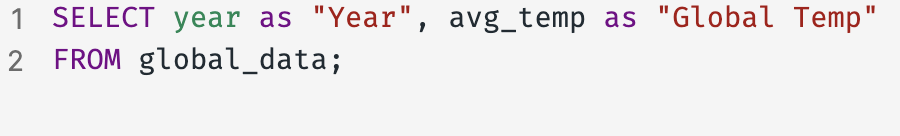 1 SELECT year as "Year", avg_temp as "Global Temp"
2 FROM global_data;